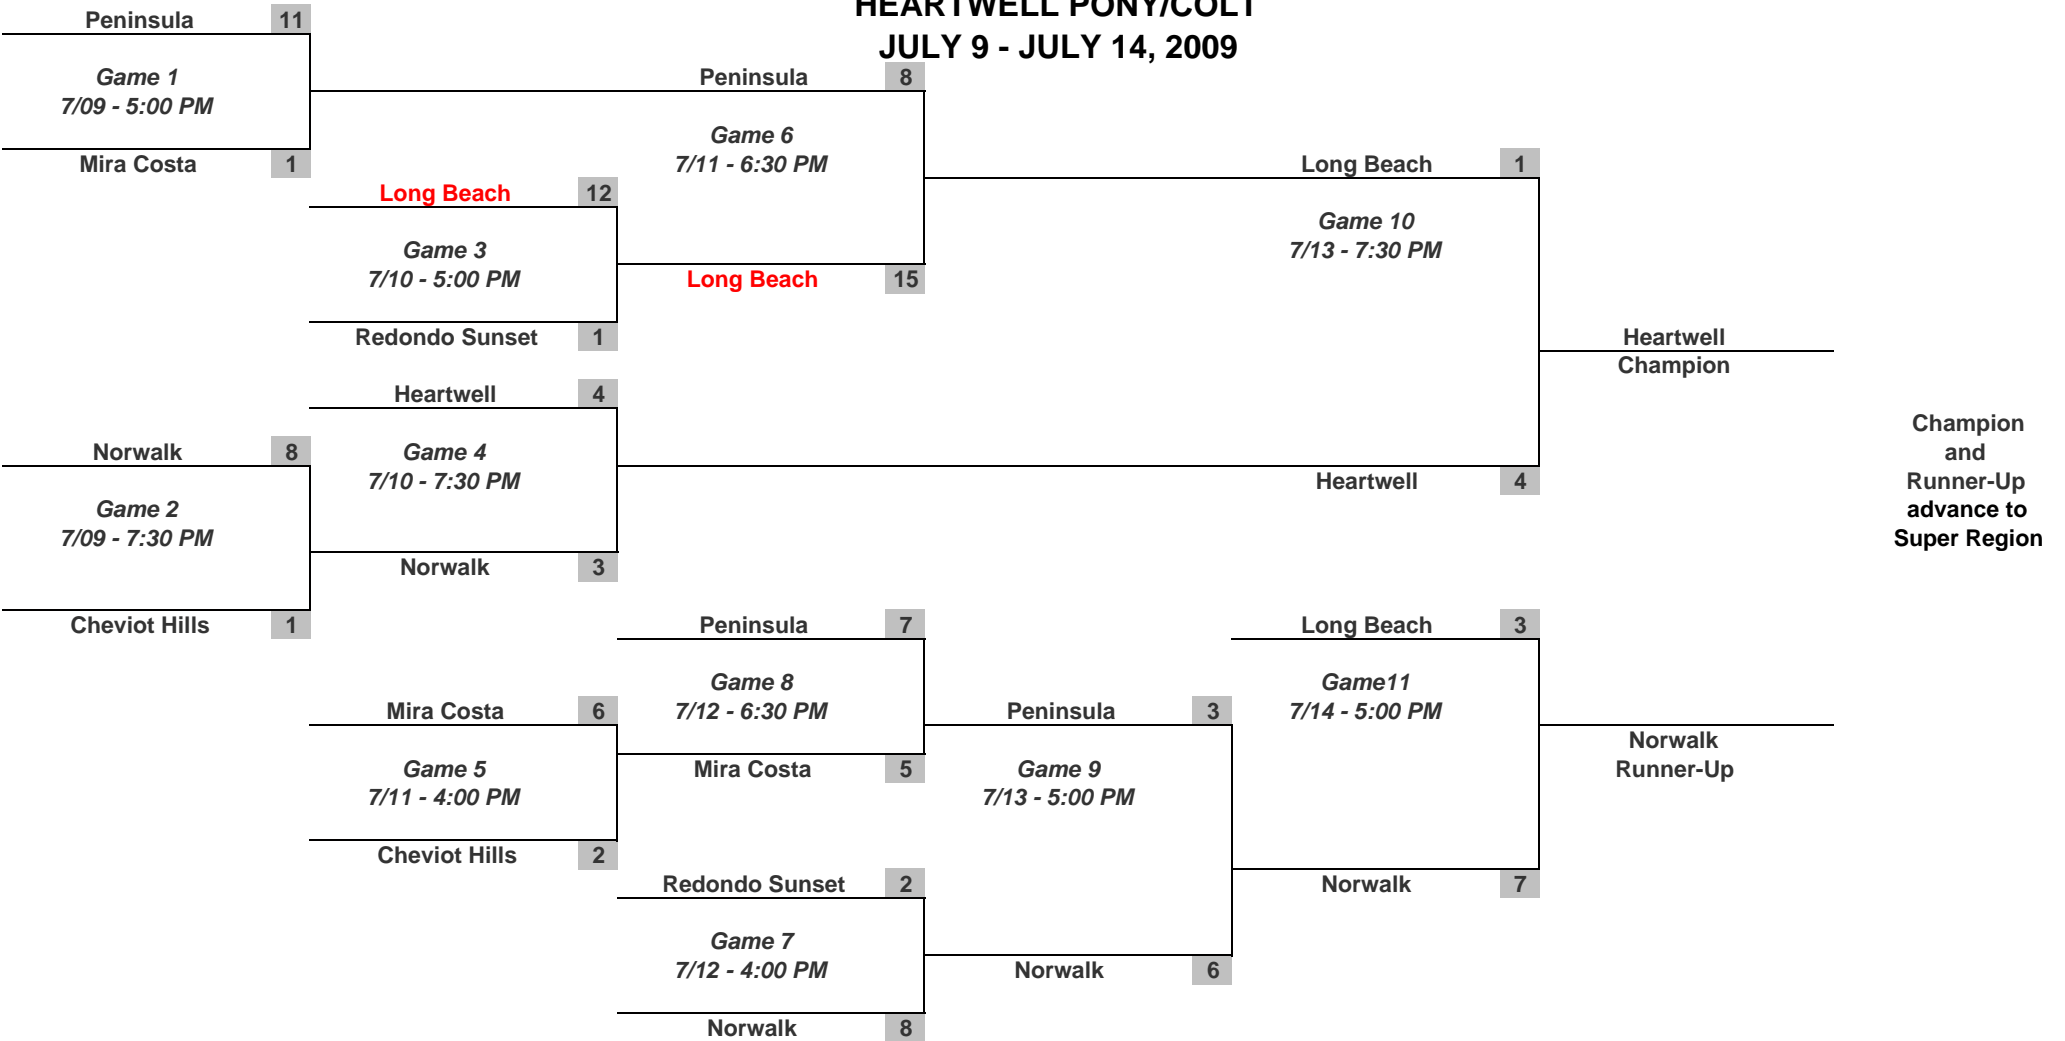 HEARTWELL PONY/COLT
JULY 9 - JULY 14, 2009
Peninsula 11
Game 1
7/09 - 5:00 PM
Mira Costa 1
Peninsula 8
Game 6
7/11 - 6:30 PM
Long Beach 15
Long Beach 12
Game 3
7/10 - 5:00 PM
Redondo Sunset 1
Long Beach 1
Game 10
7/13 - 7:30 PM
Heartwell 4
Heartwell
Champion
Heartwell 4
Game 4
7/10 - 7:30 PM
Norwalk 3
Norwalk 8
Game 2
7/09 - 7:30 PM
Cheviot Hills 1
Champion
and
Runner-Up
advance to
Super Region
Peninsula 7
Game 8
7/12 - 6:30 PM
Mira Costa 5
Mira Costa 6
Game 5
7/11 - 4:00 PM
Cheviot Hills 2
Peninsula 3
Game 9
7/13 - 5:00 PM
Norwalk 6
Long Beach 3
Game11
7/14 - 5:00 PM
Norwalk 7
Norwalk
Runner-Up
Redondo Sunset 2
Game 7
7/12 - 4:00 PM
Norwalk 8